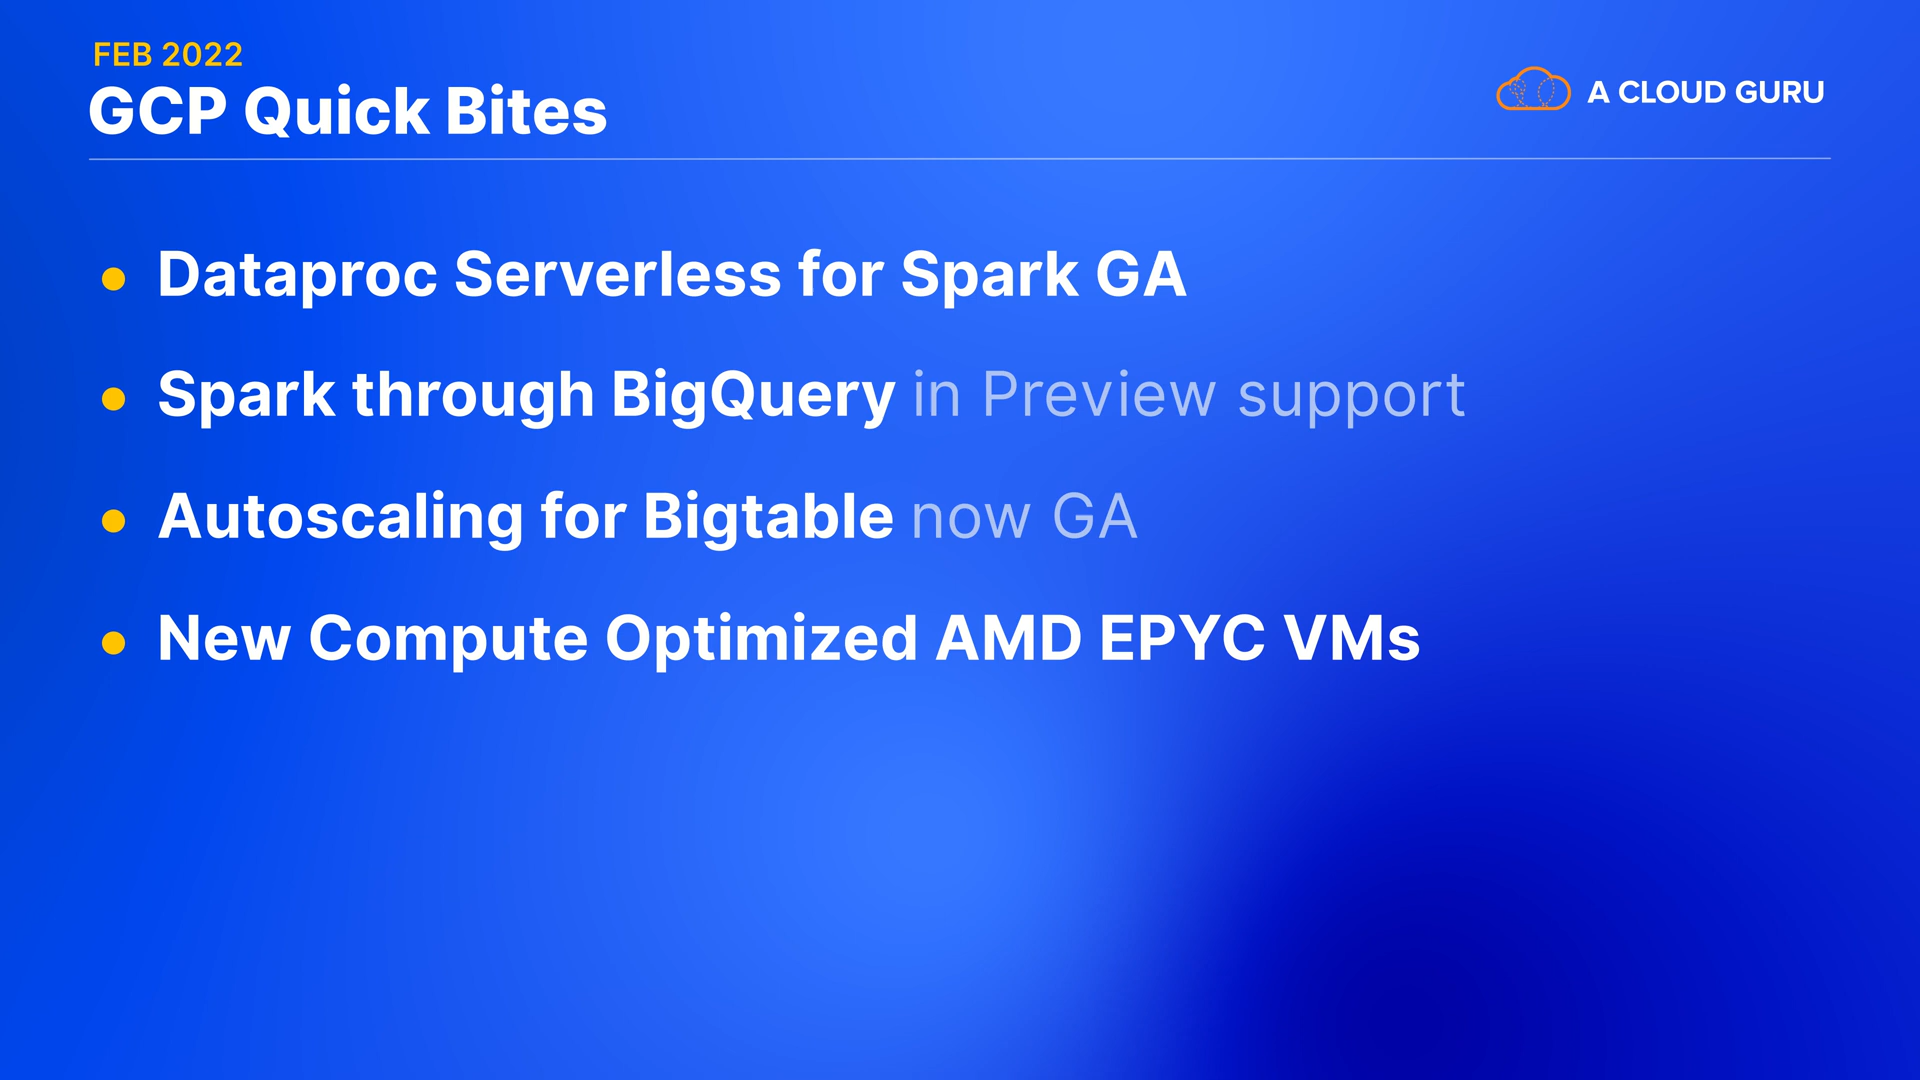 FEB 2022
GCP Quick Bites
A CLOUD GURU
Dataproc Serverless for Spark GA
Spark through BigQuery in Preview support
Autoscaling for Bigtable now GA
New Compute Optimized AMD EPYC VMs